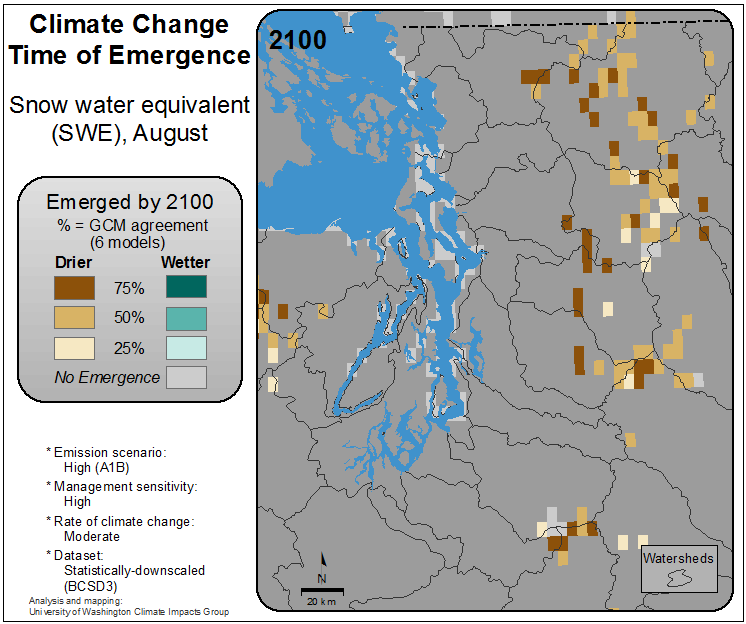 Climate Change
Time of Emergence
Snow water equivalent
(SWE), August
Emerged by 2100
% = GCM agreement
(6 models)
Drier Wetter
75%
50%
25%
No Emergence
* Emission scenario:
High (A1B)
* Management sensitivity:
High
* Rate of climate change:
Moderate
* Dataset:
Statistically-downscaled
(BCSD3)
Analysis and mapping:
University of Washington Climate Impacts Group
2100
N
20 km
Watersheds